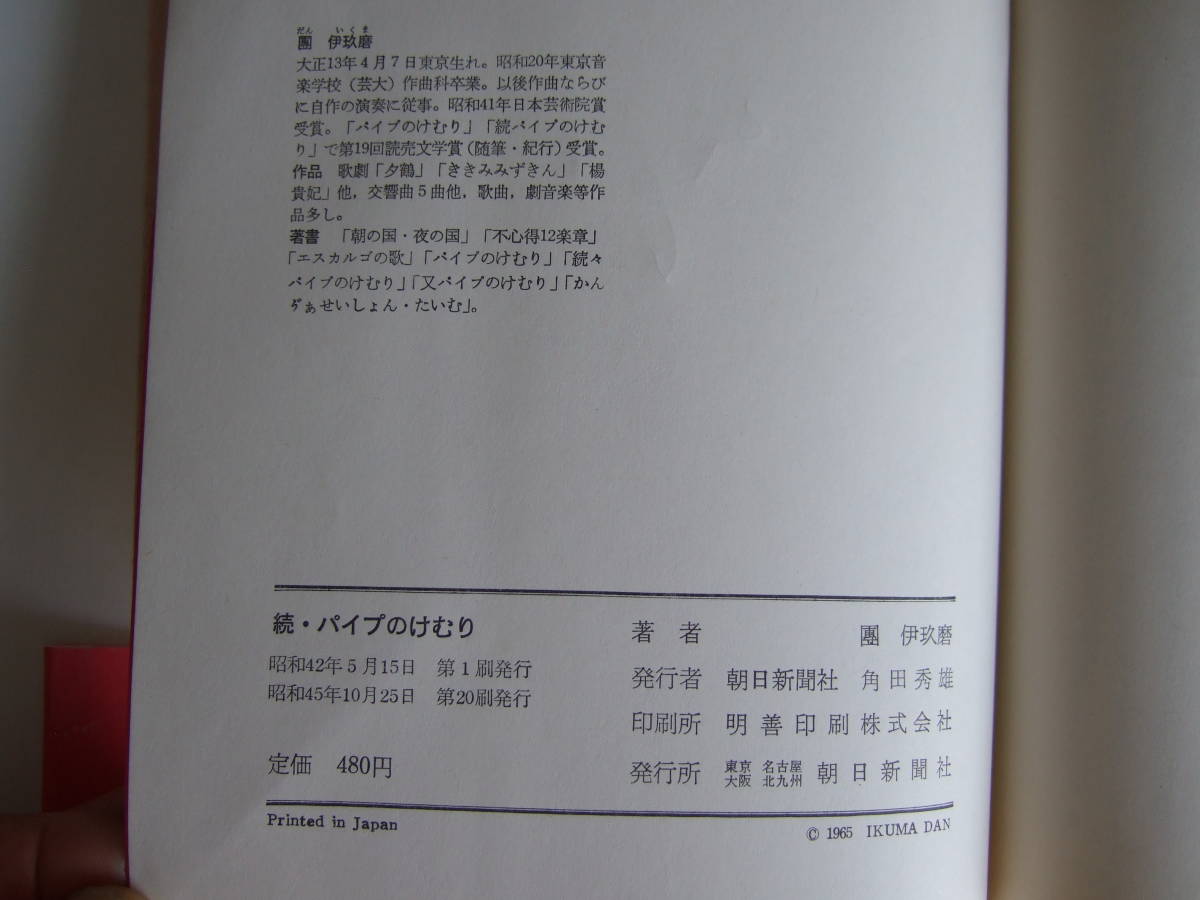 だん いくま
團 伊玖磨
大正13年4月7日東京生れ。昭和20年東京音
楽学校（芸大）作曲科卒業。以後作曲ならび
に自作の演奏に従事。昭和41年日本芸術院賞
受賞。「パイプのけむり」「続パイプのけむ
り」で第19回読売文学賞（随筆・紀行）受賞。
作品 歌劇「夕鶴」「ききみみずきん」「楊
貴妃」他，交響曲5曲他，歌曲，劇音楽等作
品多し。
著書 「朝の国・夜の国」「不心得12楽章」
「エスカルゴの歌」「パイプのけむり」「続々
パイプのけむり」「又パイプのけむり」「かん
ぢぁせいしょん・たいむ」。
続・パイプのけむり
昭和42年5月15日 第1刷発行
昭和45年10月25日 第20刷発行
定価 480円
著者 團 伊玖磨
発行者 朝日新聞社 角田秀雄
印刷所 明善印刷株式会社
発行所 東京 名古屋 大阪 北九州 朝日新聞社
Printed in Japan
© 1965 IKUMA DAN